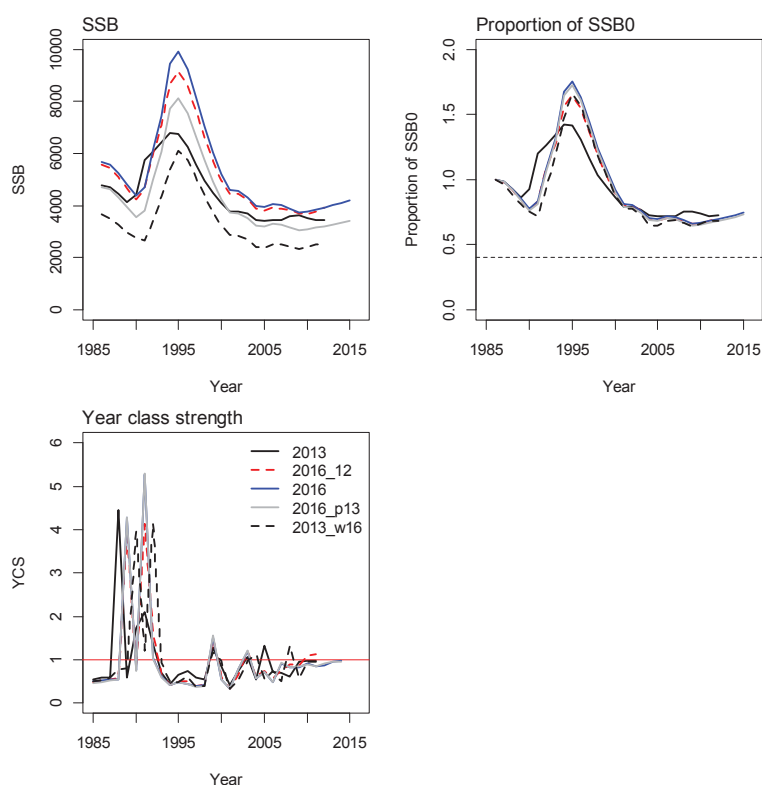 SSB
SSB
0 2000 4000 6000 8000 10000
1985 1995 2005 2015
Year
Proportion of SSB0
Proportion of SSB0
0.0 0.5 1.0 1.5 2.0
1985 1995 2005 2015
Year
Year class strength
YCS
0 1 2 3 4 5 6
2013
2016_12
2016
2016_p13
2013_w16
1985 1995 2005 2015
Year